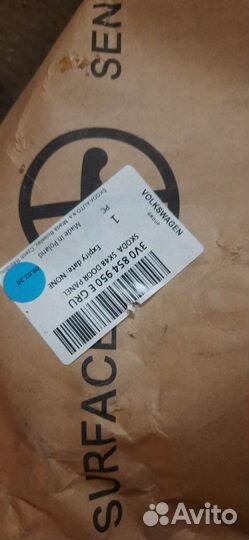 SURFACE SEN
VOLKSWAGEN
GROUP
3V0 854 950 E GRU
SKODA
SK48 DOOR PANEL
Expiry date: NONE
1
PC
Made in Poland
Avito